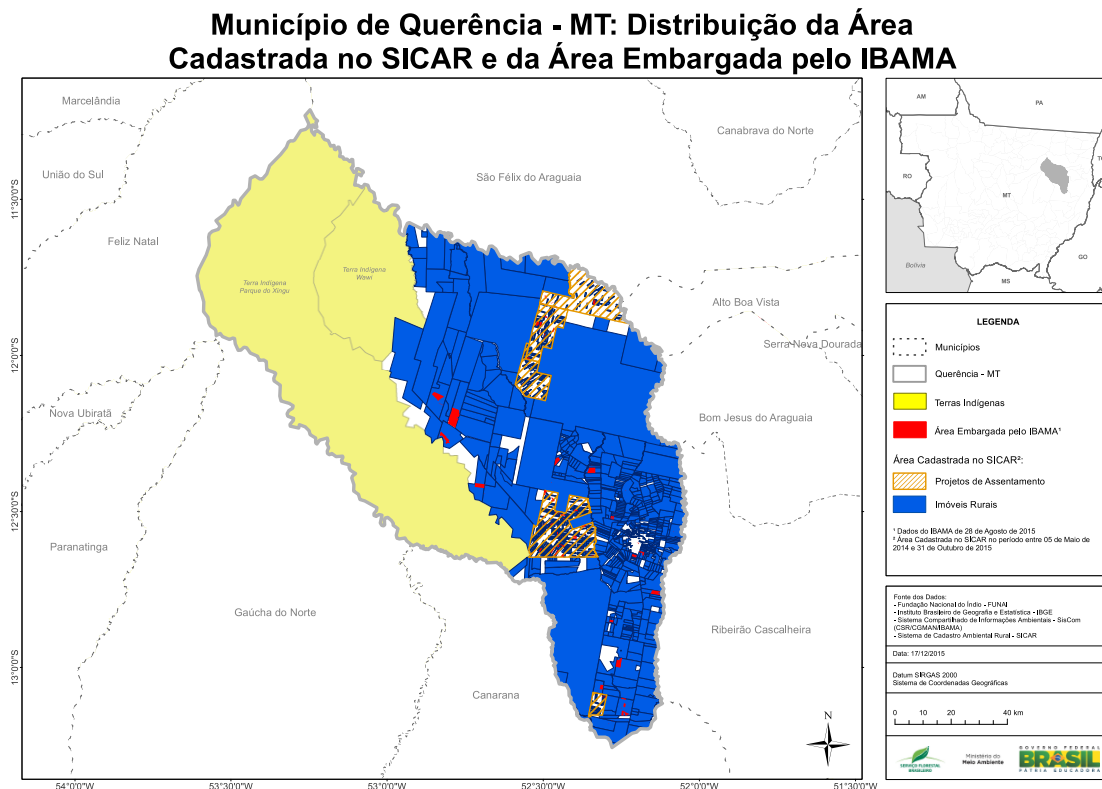 Município de Querência - MT: Distribuição da Área
Cadastrada no SICAR e da Área Embargada pelo IBAMA
Marcelândia
União do Sul
Feliz Natal
Nova Ubiratã
Paranatinga
Gaúcha do Norte
Canarana
São Félix do Araguaia
Canabrava do Norte
Alto Boa Vista
Serra Nova Dourada
Bom Jesus do Araguaia
Ribeirão Cascalheira
Terra Indígena
Parque do Xingu
Terra Indígena
Wawi
11°30'0"S
12°0'0"S
12°30'0"S
13°0'0"S
54°0'0"W
53°30'0"W
53°0'0"W
52°30'0"W
52°0'0"W
51°30'0"W
N
AM
PA
RO
MT
GO
MS
Bolívia
LEGENDA
Municípios
Querência - MT
Terras Indígenas
Área Embargada pelo IBAMA¹
Área Cadastrada no SICAR²:
Projetos de Assentamento
Imóveis Rurais
¹ Dados do IBAMA de 28 de Agosto de 2015
² Área Cadastrada no SICAR no período entre 05 de Maio de
2014 e 31 de Outubro de 2015
Fonte dos Dados:
- Fundação Nacional do Índio - FUNAI
- Instituto Brasileiro de Geografia e Estatística - IBGE
- Sistema Compartilhado de Informações Ambientais - SisCom
(CSR/CGMAN/IBAMA)
- Sistema de Cadastro Ambiental Rural - SICAR
Data: 17/12/2015
Datum SIRGAS 2000
Sistema de Coordenadas Geográficas
0 10 20 40 km
SERVIÇO FLORESTAL
BRASILEIRO
Ministério do
Meio Ambiente
GOVERNO FEDERAL
BRASIL
PÁTRIA EDUCADORA